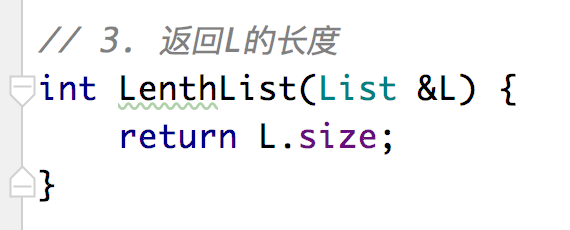 // 3. 返回L的长度
int LenthList(List &L) {
    return L.size;
}